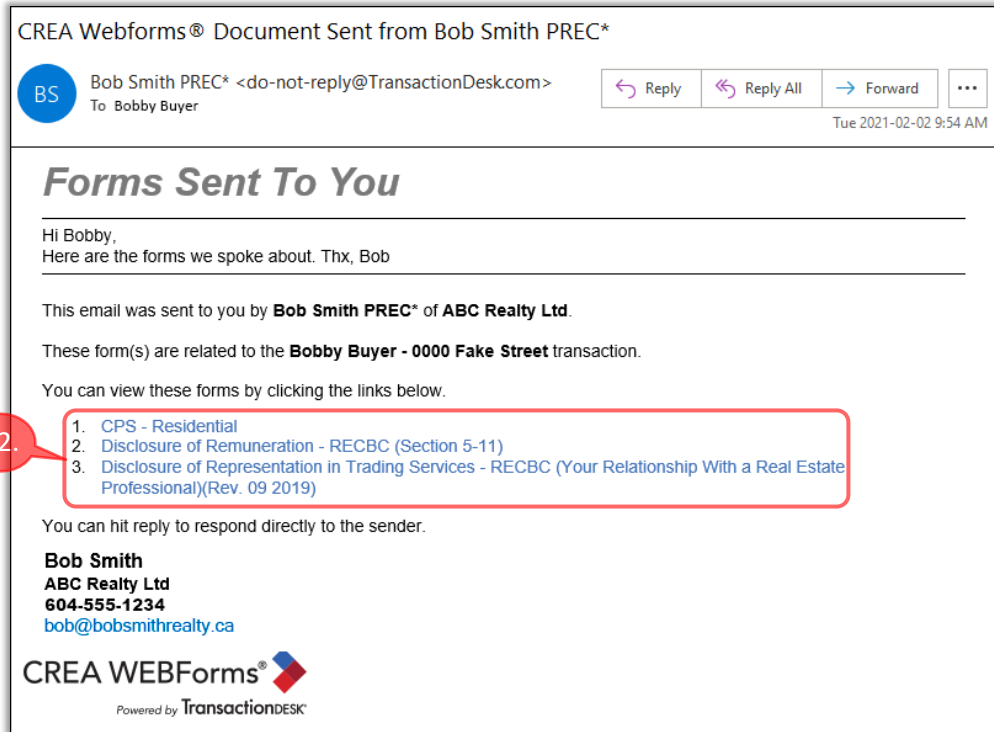 CREA Webforms® Document Sent from Bob Smith PREC*
BS
Bob Smith PREC* <do-not-reply@TransactionDesk.com>
To Bobby Buyer
Reply
Reply All
Forward
...
Tue 2021-02-02 9:54 AM
Forms Sent To You
Hi Bobby,
Here are the forms we spoke about. Thx, Bob
This email was sent to you by Bob Smith PREC* of ABC Realty Ltd.
These form(s) are related to the Bobby Buyer - 0000 Fake Street transaction.
You can view these forms by clicking the links below.
2.
1. CPS - Residential
2. Disclosure of Remuneration - RECBC (Section 5-11)
3. Disclosure of Representation in Trading Services - RECBC (Your Relationship With a Real Estate
Professional)(Rev. 09 2019)
You can hit reply to respond directly to the sender.
Bob Smith
ABC Realty Ltd
604-555-1234
bob@bobsmithrealty.ca
CREA WEBForms®
Powered by TransactionDESK®